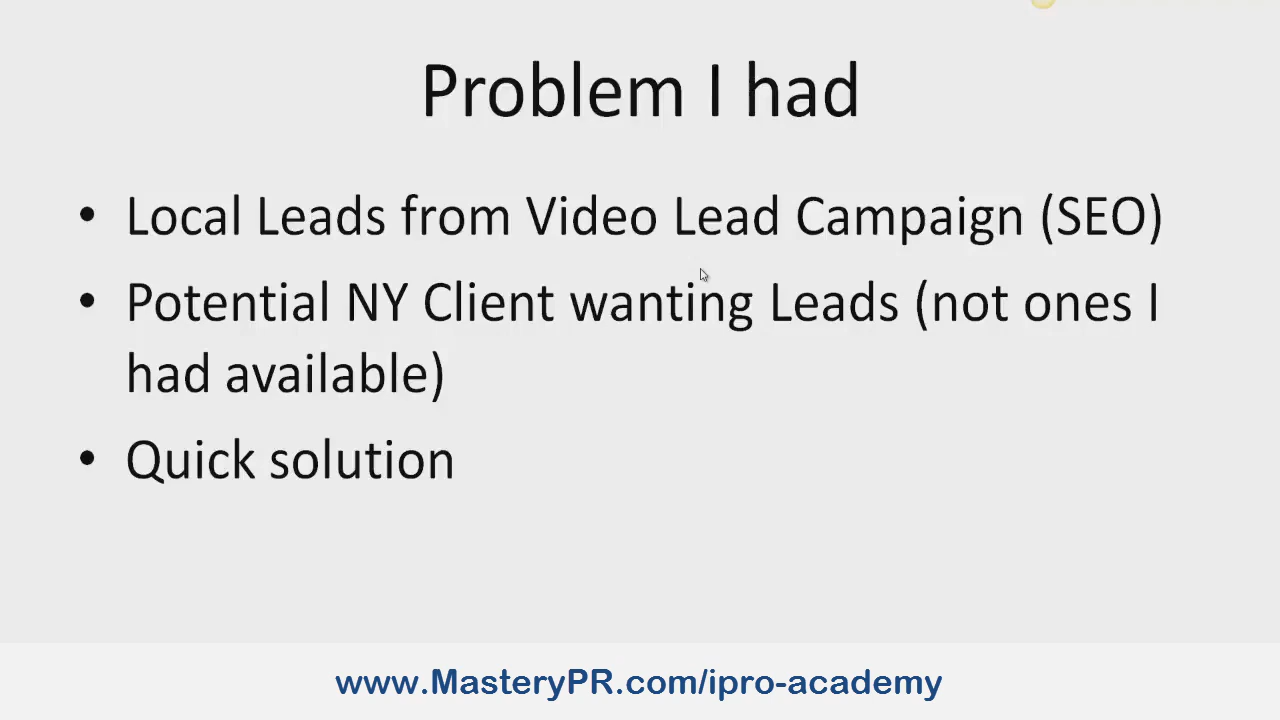 Problem I had
• Local Leads from Video Lead Campaign (SEO)
• Potential NY Client wanting Leads (not ones I
had available)
• Quick solution
www.MasteryPR.com/ipro-academy